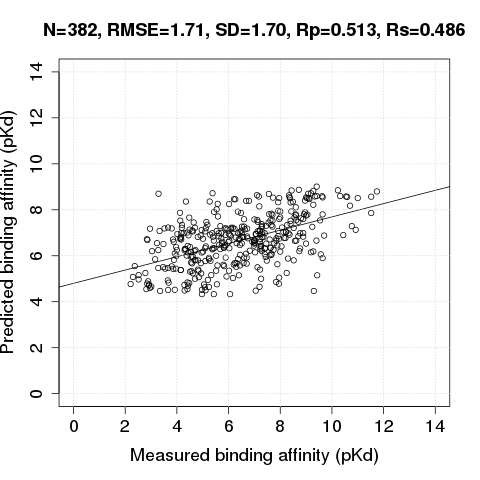 N=382, RMSE=1.71, SD=1.70, Rp=0.513, Rs=0.486
Predicted binding affinity (pKd)
14
12
10
8
6
4
2
0
0 2 4 6 8 10 12 14
Measured binding affinity (pKd)